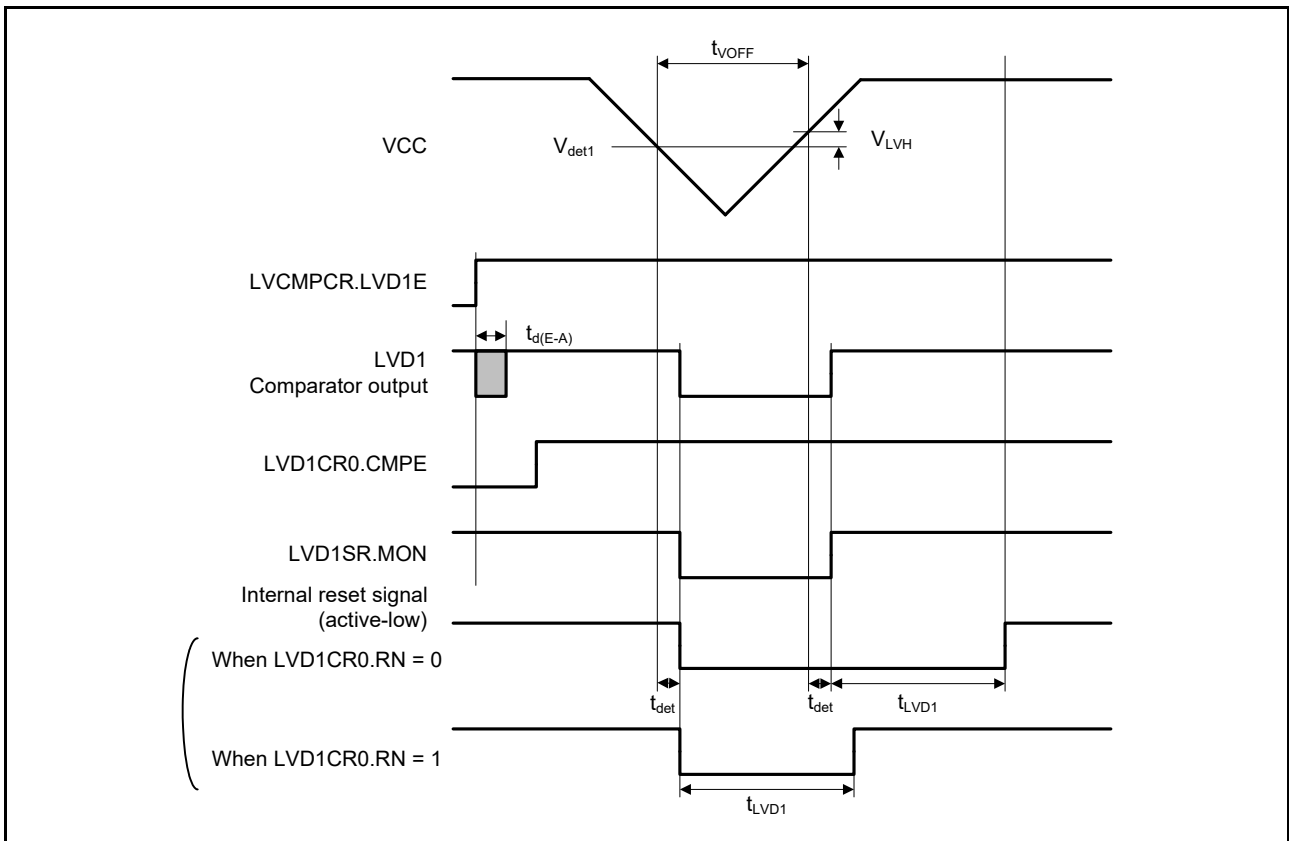 tVOFF
VCC
Vdet1
VLVH
LVCMPCR.LVD1E
td(E-A)
LVD1
Comparator output
LVD1CR0.CMPE
LVD1SR.MON
Internal reset signal
(active-low)
When LVD1CR0.RN = 0
tdet
tdet
tLVD1
When LVD1CR0.RN = 1
tLVD1